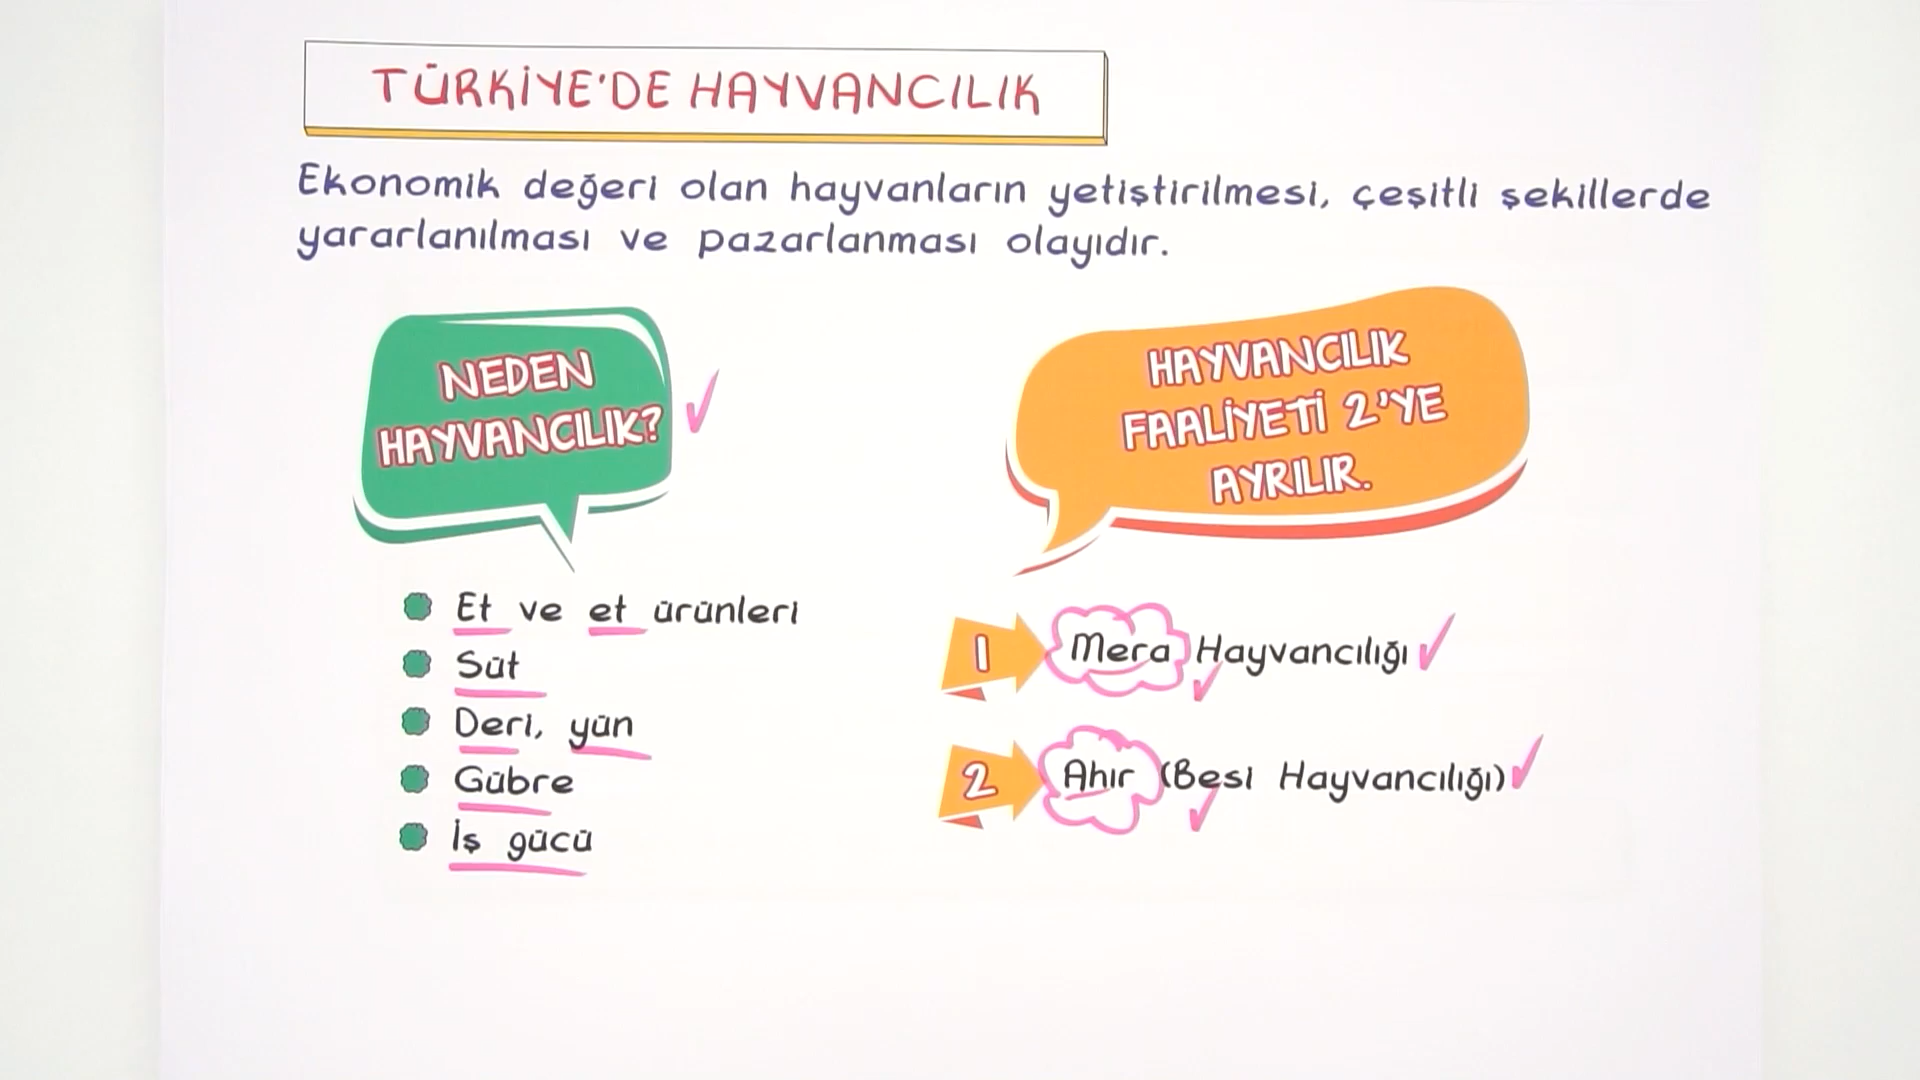 TÜRKİYE'DE HAYVANCILIK
Ekonomik değeri olan hayvanların yetiştirilmesi, çeşitli şekillerde
yararlanılması ve pazarlanması olayıdır.
NEDEN
HAYVANCILIK?
Et ve et ürünleri
Süt
Deri, yün
Gübre
İş gücü
HAYVANCILIK
FAALİYETİ 2'YE
AYRILIR.
1 Mera Hayvancılığı
2 Ahır (Besi Hayvancılığı)